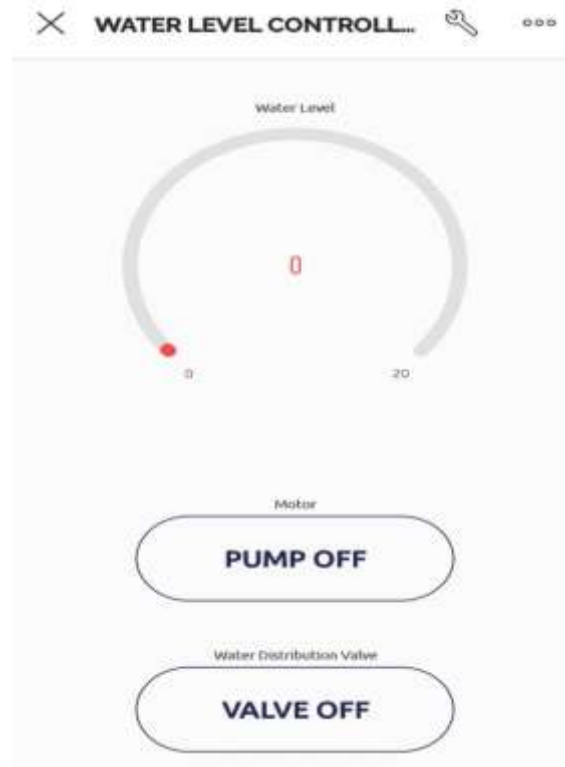 WATER LEVEL CONTROLL...
Water Level
0
0 20
Motor
PUMP OFF
Water Distribution Valve
VALVE OFF